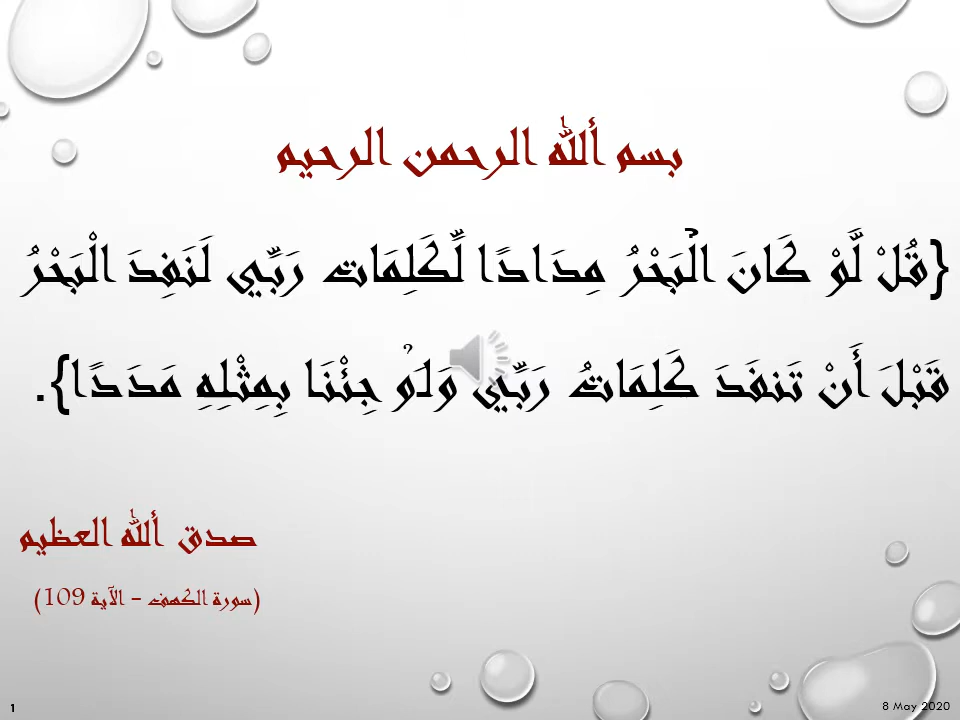 بسم ألله الرحمن الرحيم
{قُلْ لَّوْ كَانَ الْبَحْرُ مِدَادًا لِّكَلِمَات رَبِّي لَنَفِدَ الْبَحْرُ
قَبْلَ أَنْ تَنفَدَ كَلِمَاتُ رَبِّي وَلَوْ جِئْنَا بِمِثْلِهِ مَدَدًا}.
صدق ألله العظيم
(سورة الكهف - الآية 109)
1
8 May 2020